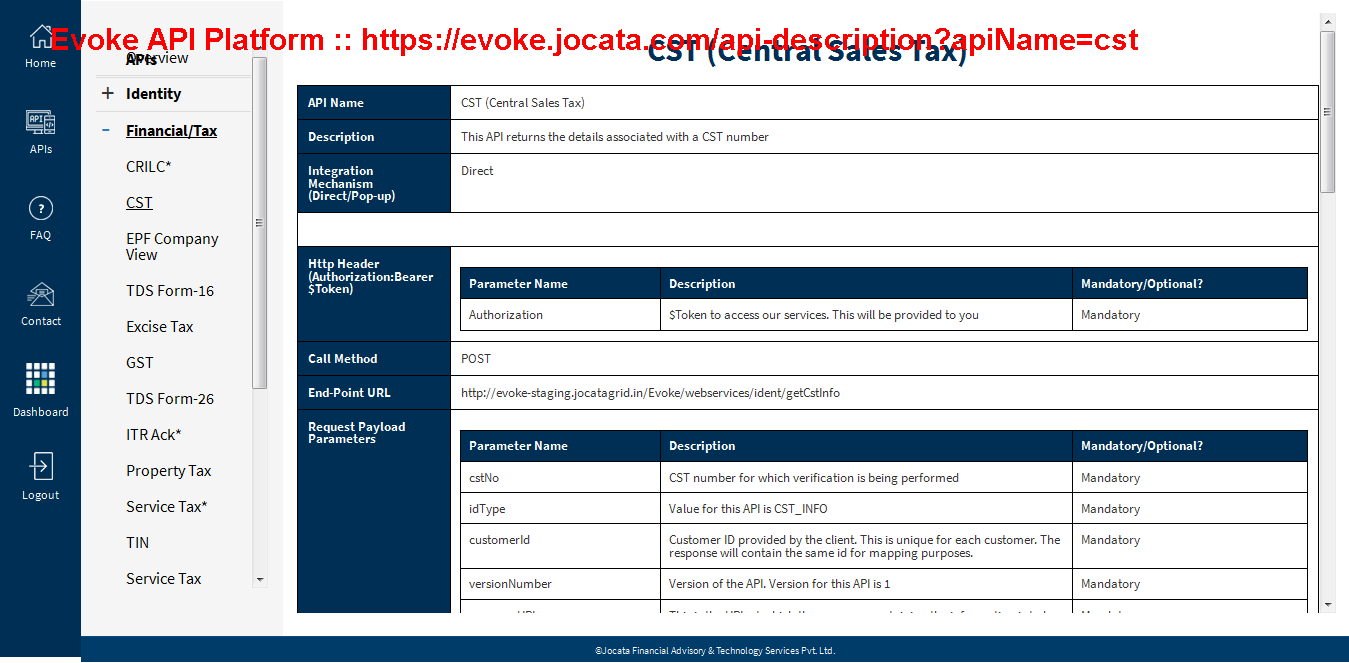 Evoke API Platform :: https://evoke.jocata.com/api-description?apiName=cst
Home
APIs
FAQ
Contact
Dashboard
Logout
APIs
Overview
+ Identity
− Financial/Tax
CRILC*
CST
EPF Company
View
TDS Form-16
Excise Tax
GST
TDS Form-26
ITR Ack*
Property Tax
Service Tax*
TIN
Service Tax
CST (Central Sales Tax)
API Name
CST (Central Sales Tax)
Description
This API returns the details associated with a CST number
Integration
Mechanism
(Direct/Pop-up)
Direct
Http Header
(Authorization:Bearer
$Token)
Parameter Name Description Mandatory/Optional?
Authorization $Token to access our services. This will be provided to you Mandatory
Call Method
POST
End-Point URL
http://evoke-staging.jocatagrid.in/Evoke/webservices/ident/getCstInfo
Request Payload
Parameters
Parameter Name Description Mandatory/Optional?
cstNo CST number for which verification is being performed Mandatory
idType Value for this API is CST_INFO Mandatory
customerId Customer ID provided by the client. This is unique for each customer. The Mandatory
response will contain the same id for mapping purposes.
versionNumber Version of the API. Version for this API is 1 Mandatory
©Jocata Financial Advisory & Technology Services Pvt. Ltd.